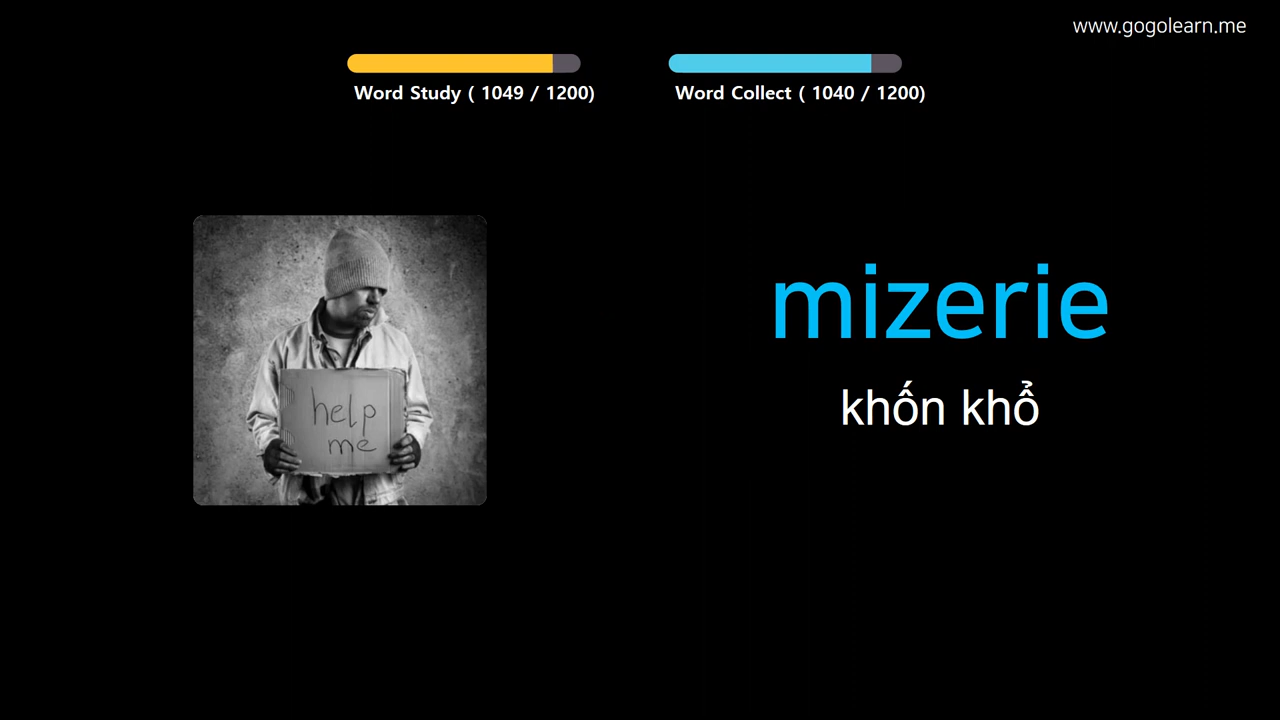 www.gogolearn.me
Word Study ( 1049 / 1200)
Word Collect ( 1040 / 1200)
help
me
mizerie
khốn khổ